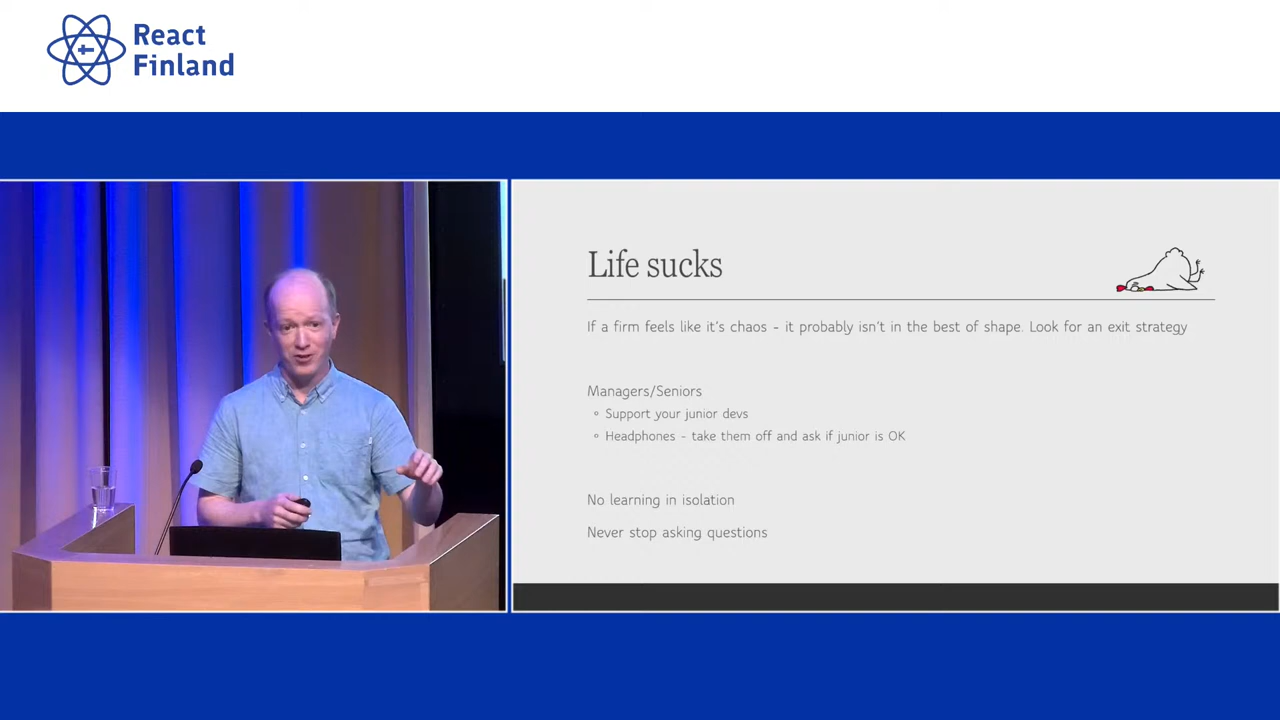 React
Finland
Life sucks
If a firm feels like it's chaos - it probably isn't in the best of shape. Look for an exit strategy
Managers/Seniors
Support your junior devs
Headphones - take them off and ask if junior is OK
No learning in isolation
Never stop asking questions